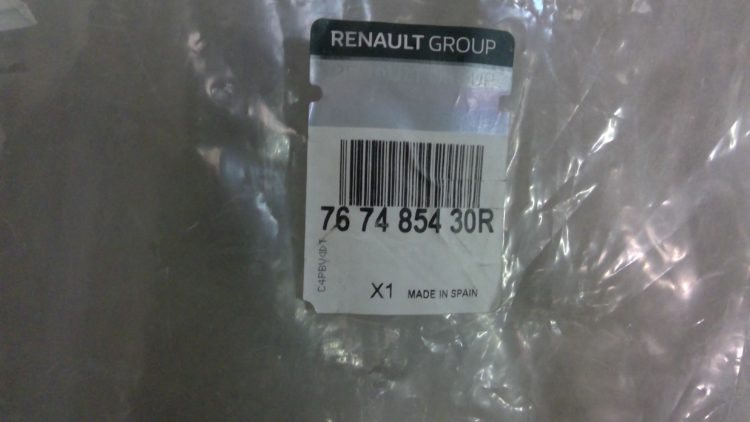 RENAULT GROUP
76 74 854 30R
X1 MADE IN SPAIN